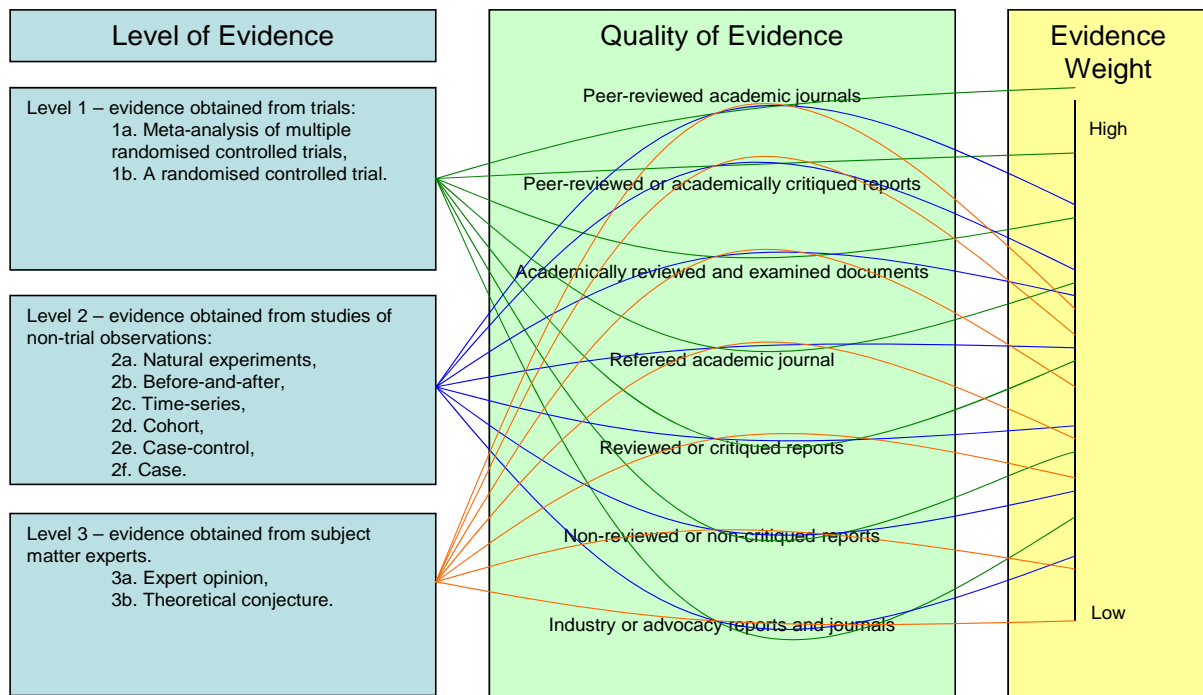 Level of Evidence
Level 1 – evidence obtained from trials:
1a. Meta-analysis of multiple
randomised controlled trials,
1b. A randomised controlled trial.
Level 2 – evidence obtained from studies of
non-trial observations:
2a. Natural experiments,
2b. Before-and-after,
2c. Time-series,
2d. Cohort,
2e. Case-control,
2f. Case.
Level 3 – evidence obtained from subject
matter experts.
3a. Expert opinion,
3b. Theoretical conjecture.
Quality of Evidence
Peer-reviewed academic journals
Peer-reviewed or academically critiqued reports
Academically reviewed and examined documents
Refereed academic journal
Reviewed or critiqued reports
Non-reviewed or non-critiqued reports
Industry or advocacy reports and journals
Evidence
Weight
High
Low